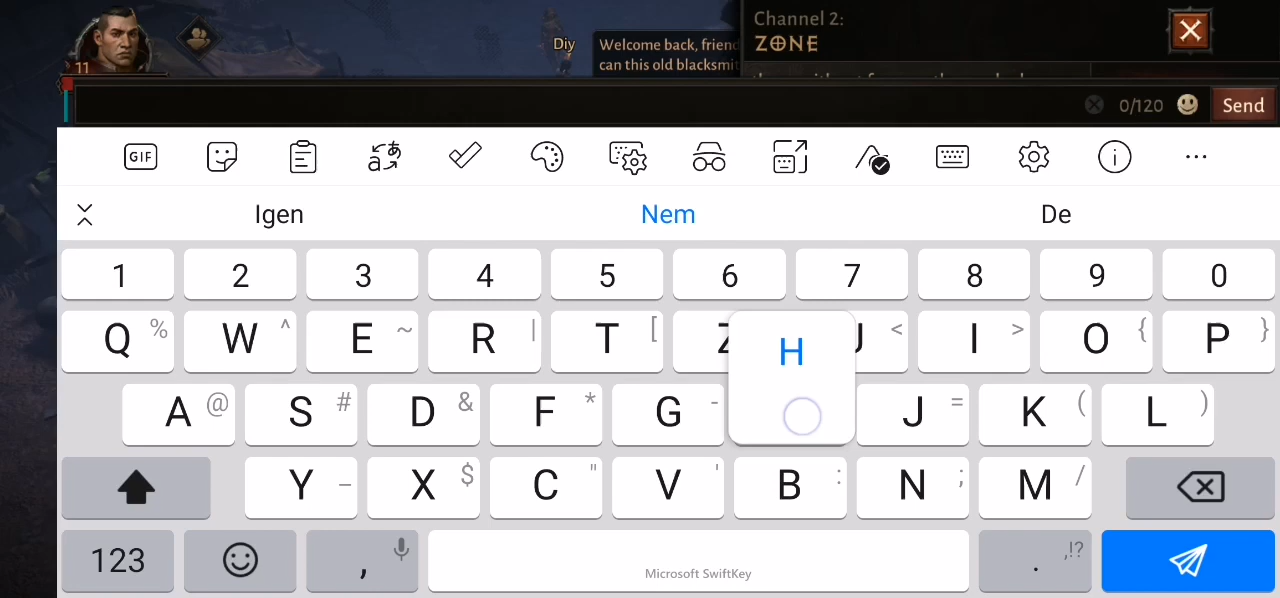 Channel 2:
ZONE
Diy
Welcome back, friend
can this old blacksmit
11
0/120
Send
GIF
Igen
Nem
De
1 2 3 4 5 6 7 8 9 0
Q % W ^ E ~ R | T [ Z < I > O { P }
A @ S # D & F * G - H J = K ( L )
Y _ X $ C " V ' B : N ; M /
123 , . ,!?
Microsoft SwiftKey